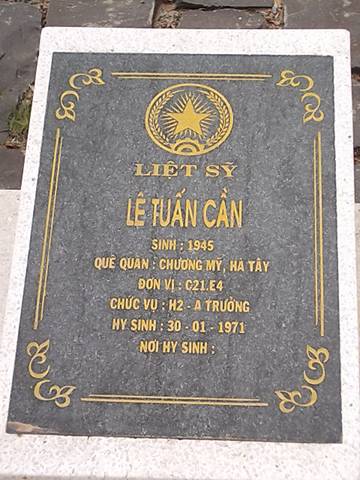 LIỆT SỸ
LÊ TUẤN CẦN
SINH : 1945
QUÊ QUÁN : CHƯƠNG MỸ, HÀ TÂY
ĐƠN VỊ : C21.E4
CHỨC VỤ : H2 - A TRƯỞNG
HY SINH : 30 - 01 - 1971
NƠI HY SINH :